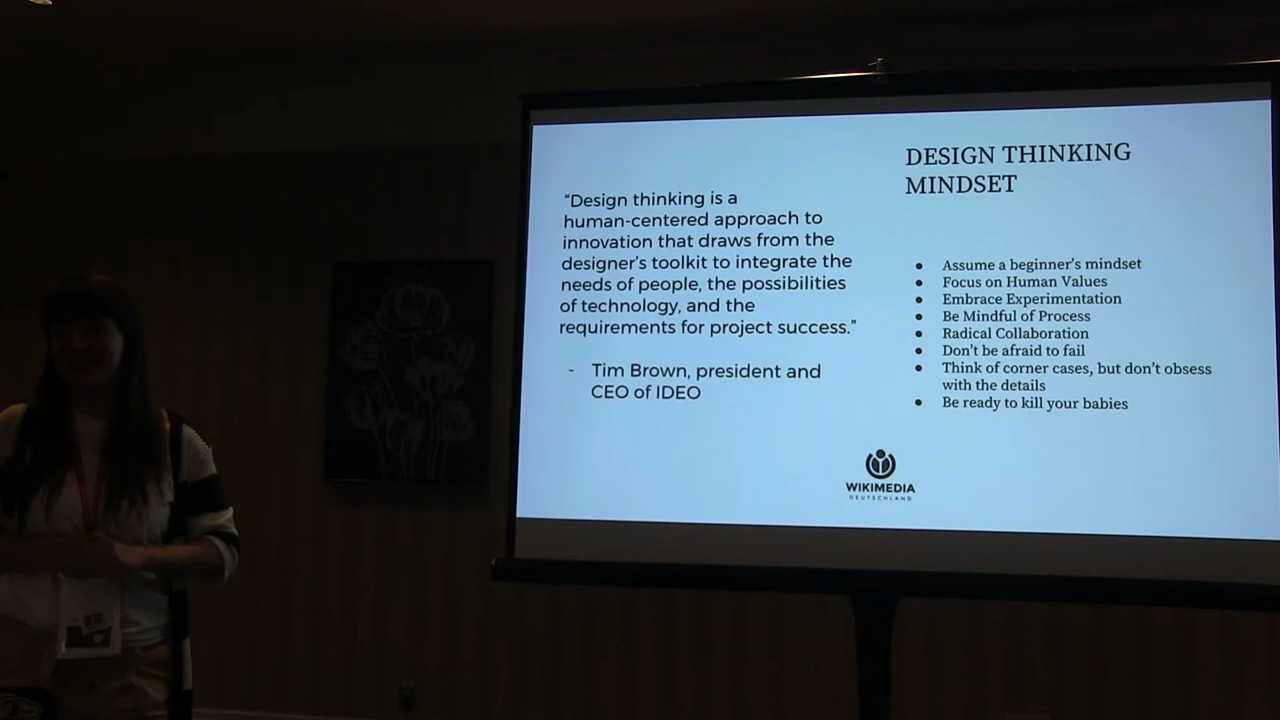 "Design thinking is a
human-centered approach to
innovation that draws from the
designer's toolkit to integrate the
needs of people, the possibilities
of technology, and the
requirements for project success."
- Tim Brown, president and
CEO of IDEO
DESIGN THINKING
MINDSET
● Assume a beginner's mindset
● Focus on Human Values
● Embrace Experimentation
● Be Mindful of Process
● Radical Collaboration
● Don't be afraid to fail
● Think of corner cases, but don't obsess
with the details
● Be ready to kill your babies
WIKIMEDIA
DEUTSCHLAND